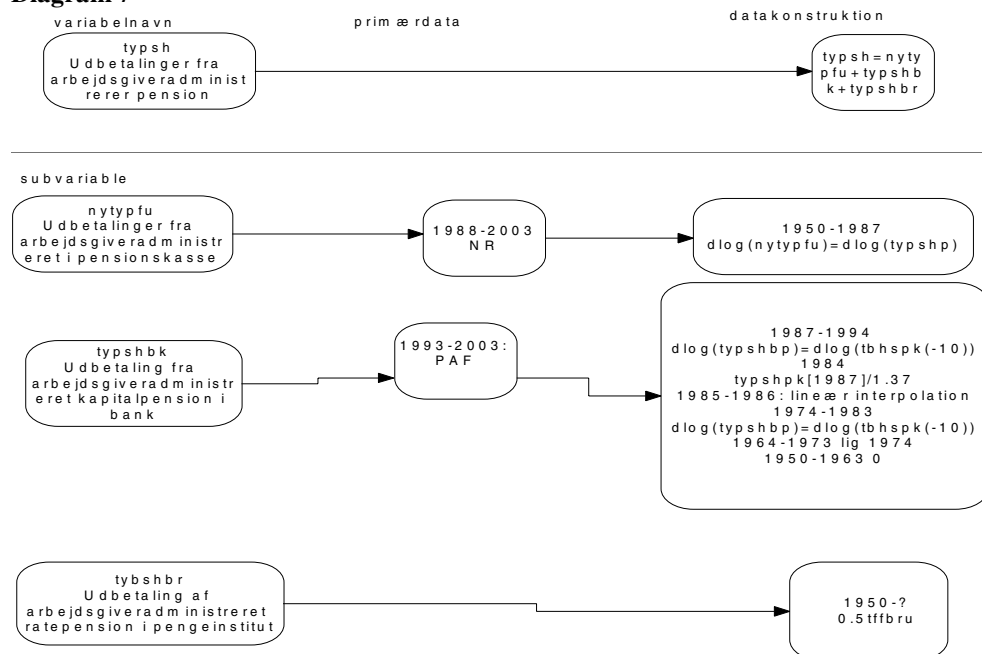 variabelnavn
primærdata
datakonstruktion
typsh
Udbetalinger fra
arbejdsgiveradminist
rerer pension
typsh=nyty
pfu+typshb
k+typshbr
subvariable
nytypfu
Udbetalinger fra
arbejdsgiveradministr
eret i pensionskasse
1988-2003
NR
1950-1987
dlog(nytypfu)=dlog(typshp)
typshbk
Udbetaling fra
arbejdsgiveradministr
eret kapitalpension i
bank
1993-2003:
PAF
1987-1994
dlog(typshbp)=dlog(tbhspk(-10))
1984
typshpk[1987]/1.37
1985-1986: lineær interpolation
1974-1983
dlog(typshbp)=dlog(tbhspk(-10))
1964-1973 lig 1974
1950-1963 0
tybshbr
Udbetaling af
arbejdsgiveradministreret
ratepension i pengeinstitut
1950-?
0.5tffbru